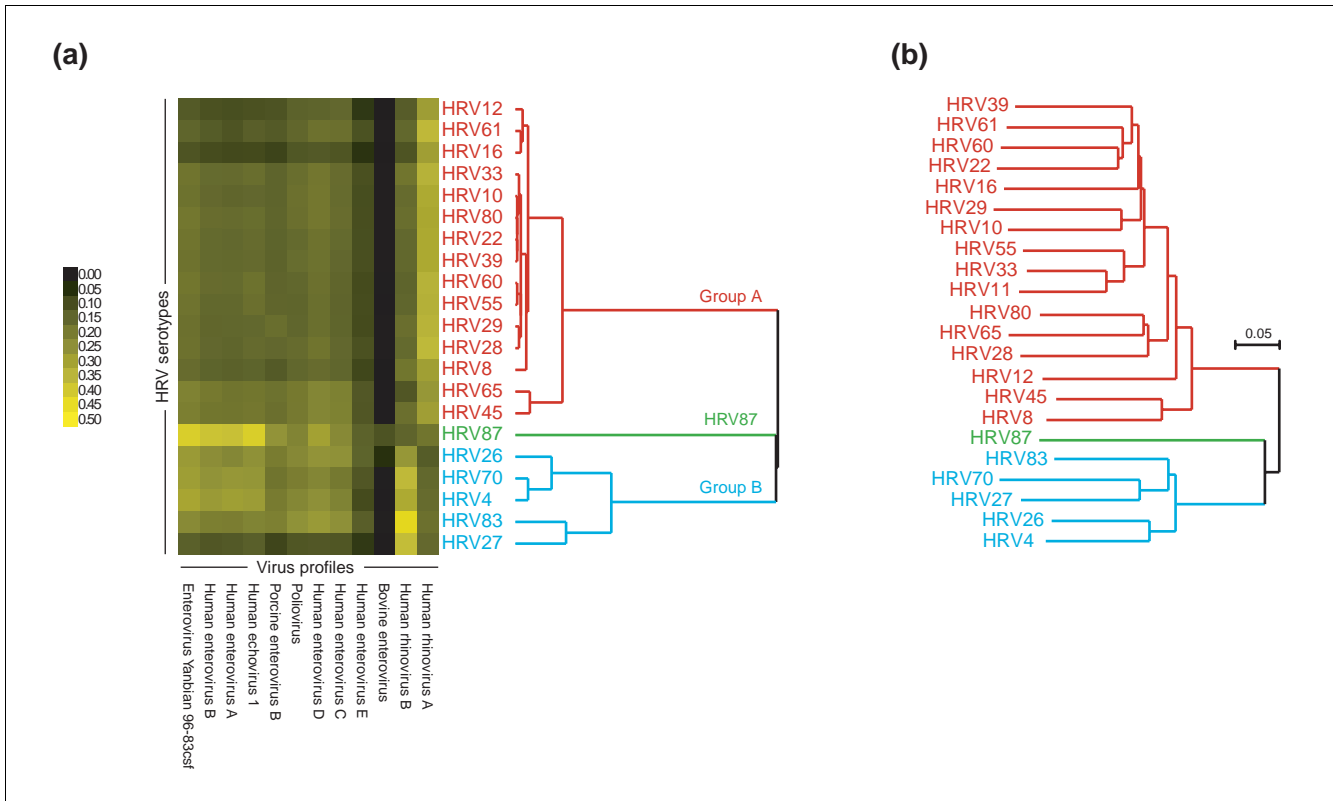 (a)
HRV serotypes
0.00
0.05
0.10
0.15
0.20
0.25
0.30
0.35
0.40
0.45
0.50
HRV12
HRV61
HRV16
HRV33
HRV10
HRV80
HRV22
HRV39
HRV60
HRV55
HRV29
HRV28
HRV8
HRV65
HRV45
HRV87
HRV26
HRV70
HRV4
HRV83
HRV27
Group A
HRV87
Group B
Virus profiles
Enterovirus Yanbian 96-83csf
Human enterovirus B
Human enterovirus A
Human echovirus 1
Porcine enterovirus B
Poliovirus
Human enterovirus D
Human enterovirus C
Human enterovirus E
Bovine enterovirus
Human rhinovirus B
Human rhinovirus A
(b)
HRV39
HRV61
HRV60
HRV22
HRV16
HRV29
HRV10
HRV55
HRV33
HRV11
HRV80
HRV65
HRV28
HRV12
HRV45
HRV8
HRV87
HRV83
HRV70
HRV27
HRV26
HRV4
0.05